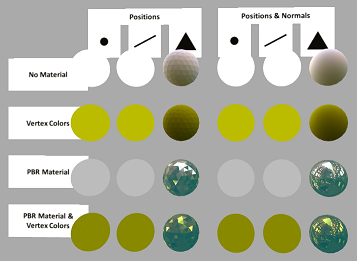 Positions
Positions & Normals
No Material
Vertex Colors
PBR Material
PBR Material &
Vertex Colors